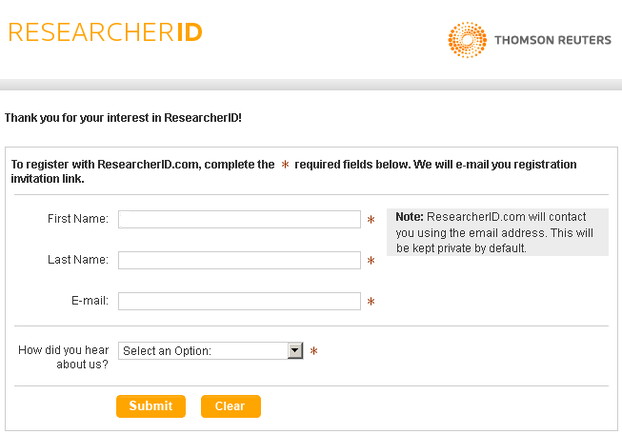 RESEARCHERID
THOMSON REUTERS
Thank you for your interest in ResearcherID!
To register with ResearcherID.com, complete the * required fields below. We will e-mail you registration
invitation link.
First Name: *
Note: ResearcherID.com will contact
you using the email address. This will
be kept private by default.
Last Name: *
E-mail: *
How did you hear
about us?
Select an Option: *
Submit Clear